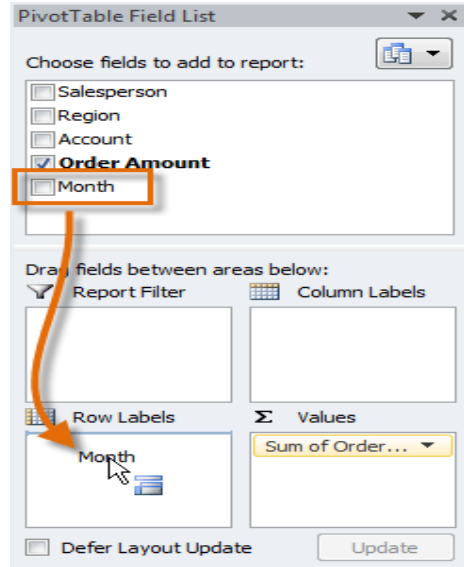 PivotTable Field List
Choose fields to add to report:
Salesperson
Region
Account
Order Amount
Month
Drag fields between areas below:
Report Filter
Column Labels
Row Labels
Σ Values
Month
Sum of Order...
Defer Layout Update
Update